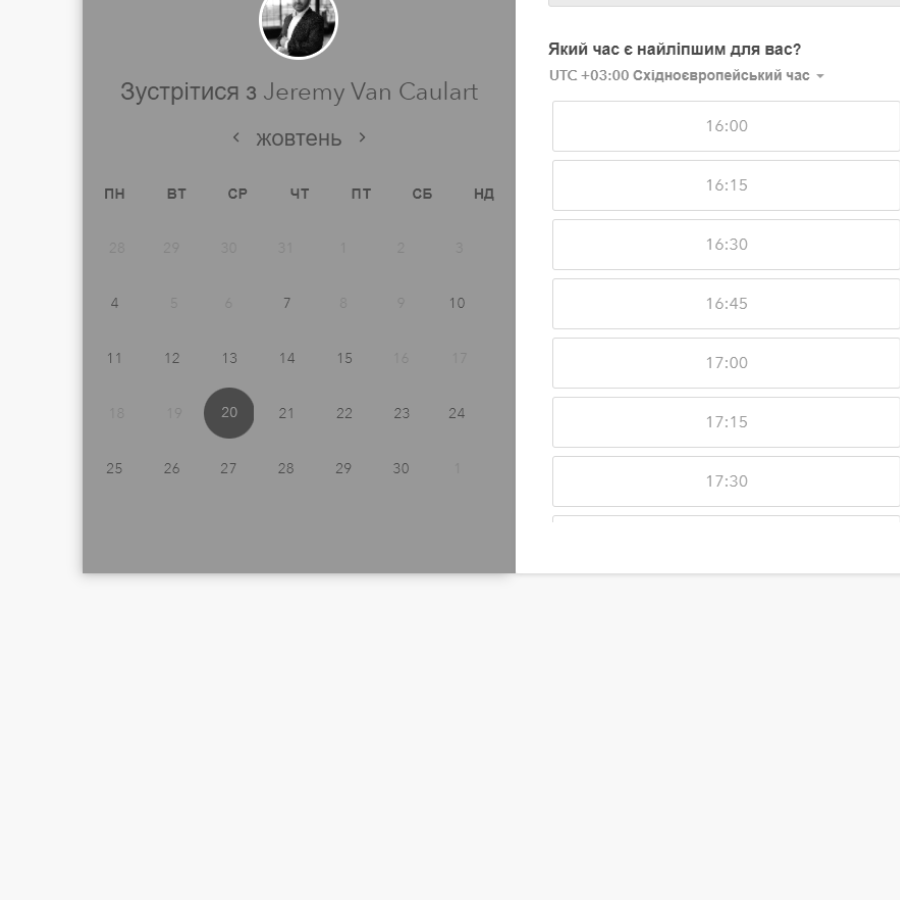 Зустрітися з Jeremy Van Caulart
жовтень
ПН ВТ СР ЧТ ПТ СБ НД
28 29 30 31 1 2 3
4 5 6 7 8 9 10
11 12 13 14 15 16 17
18 19 20 21 22 23 24
25 26 27 28 29 30 1
Який час є найліпшим для вас?
UTC +03:00 Східноєвропейський час
16:00
16:15
16:30
16:45
17:00
17:15
17:30